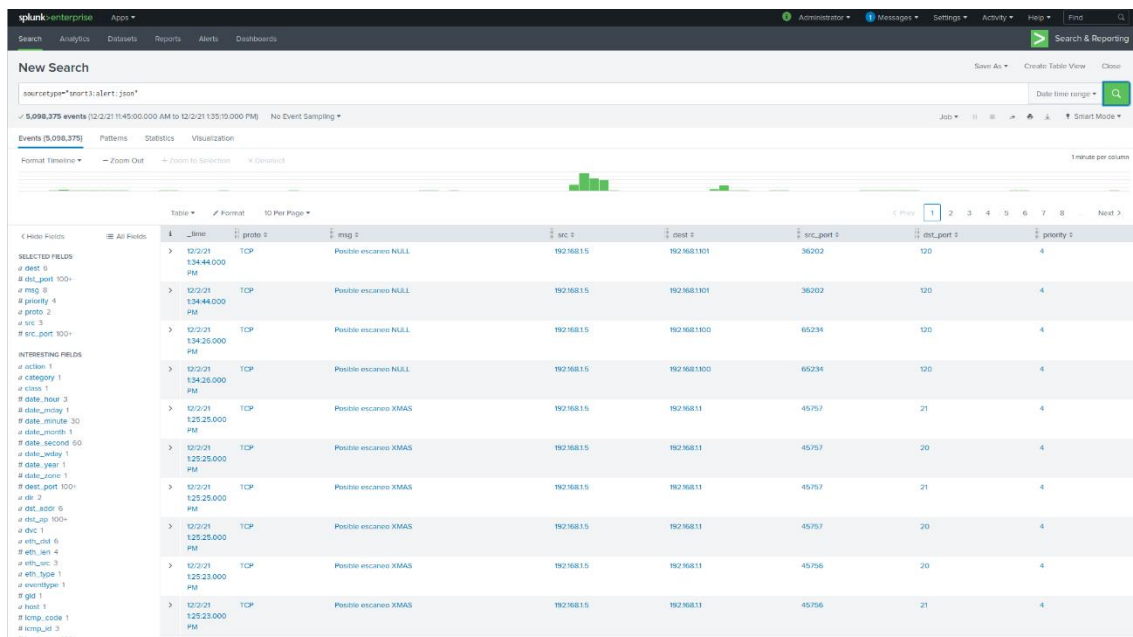 splunk>enterprise Apps
Administrator 1 Messages Settings Activity Help Find
Search Analytics Datasets Reports Alerts Dashboards
Search & Reporting
New Search
Save As Create Table View Close
sourcetype="snort3:alert:json"
Date time range
✓ 5,098,375 events (12/2/21 11:45:00.000 AM to 12/2/21 1:35:19.000 PM) No Event Sampling
Job Smart Mode
Events (5,098,375) Patterns Statistics Visualization
Format Timeline — Zoom Out + Zoom to Selection × Deselect
1 minute per column
Table Format 10 Per Page
< Prev 1 2 3 4 5 6 7 8 ... Next >
< Hide Fields All Fields
i _time proto msg src dest src_port dst_port priority
SELECTED FIELDS
a dest 6
# dst_port 100+
a msg 8
# priority 4
a proto 2
a src 3
# src_port 100+
INTERESTING FIELDS
a action 1
a category 1
a class 1
# date_hour 3
# date_mday 1
# date_minute 30
a date_month 1
# date_second 60
a date_wday 1
# date_year 1
# date_zone 1
# dest_port 100+
a dir 2
a dst_addr 6
a dst_ap 100+
a dvc 1
a eth_dst 6
# eth_len 4
a eth_src 3
a eth_type 1
a eventtype 1
# gid 1
a host 1
# icmp_code 1
# icmp_id 3
> 12/2/21 TCP Posible escaneo NULL 192.168.1.5 192.168.1.101 36202 120 4
1:34:44.000
PM
> 12/2/21 TCP Posible escaneo NULL 192.168.1.5 192.168.1.101 36202 120 4
1:34:44.000
PM
> 12/2/21 TCP Posible escaneo NULL 192.168.1.5 192.168.1.100 65234 120 4
1:34:26.000
PM
> 12/2/21 TCP Posible escaneo NULL 192.168.1.5 192.168.1.100 65234 120 4
1:34:26.000
PM
> 12/2/21 TCP Posible escaneo XMAS 192.168.1.5 192.168.1.1 45757 21 4
1:25:25.000
PM
> 12/2/21 TCP Posible escaneo XMAS 192.168.1.5 192.168.1.1 45757 20 4
1:25:25.000
PM
> 12/2/21 TCP Posible escaneo XMAS 192.168.1.5 192.168.1.1 45757 21 4
1:25:25.000
PM
> 12/2/21 TCP Posible escaneo XMAS 192.168.1.5 192.168.1.1 45757 20 4
1:25:25.000
PM
> 12/2/21 TCP Posible escaneo XMAS 192.168.1.5 192.168.1.1 45756 20 4
1:25:23.000
PM
> 12/2/21 TCP Posible escaneo XMAS 192.168.1.5 192.168.1.1 45756 21 4
1:25:23.000
PM